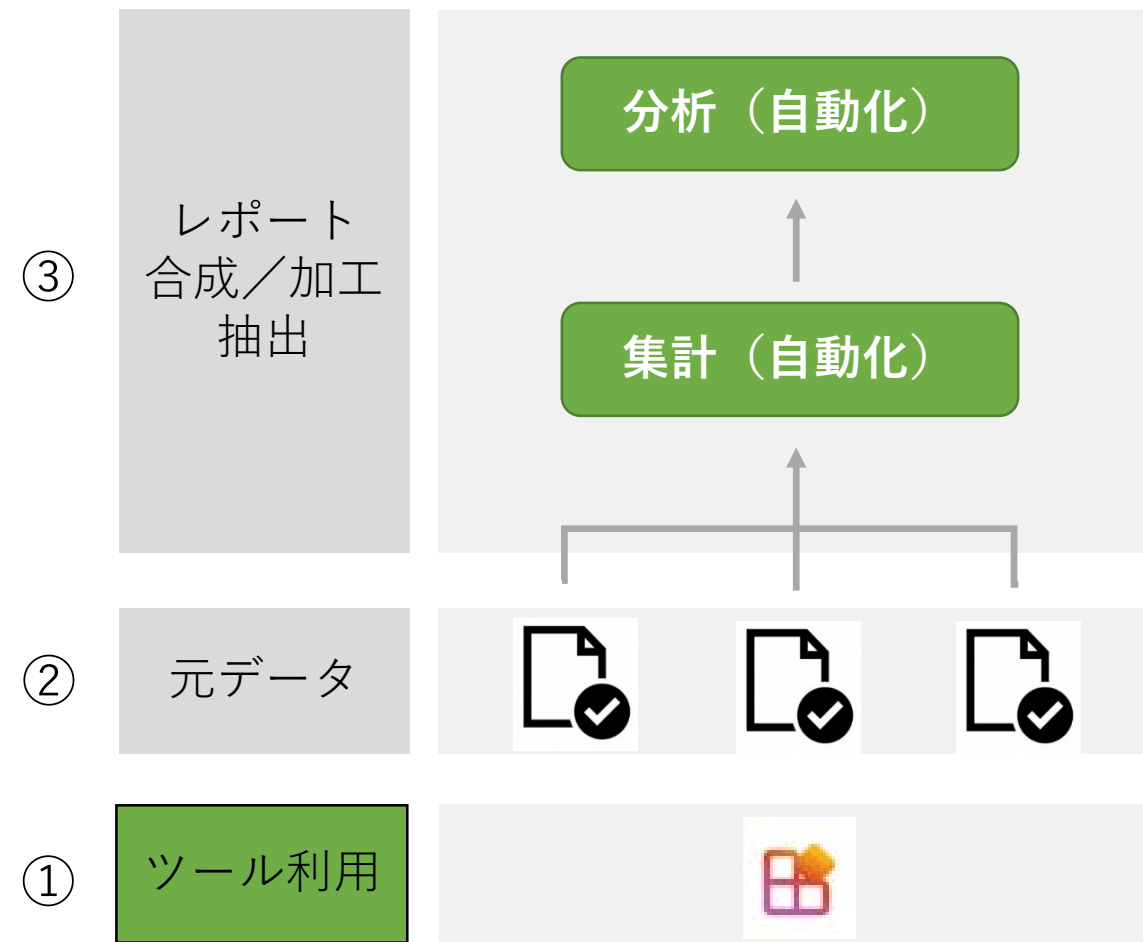 ③
レポート
合成／加工
抽出
分析（自動化）
集計（自動化）
②
元データ
①
ツール利用